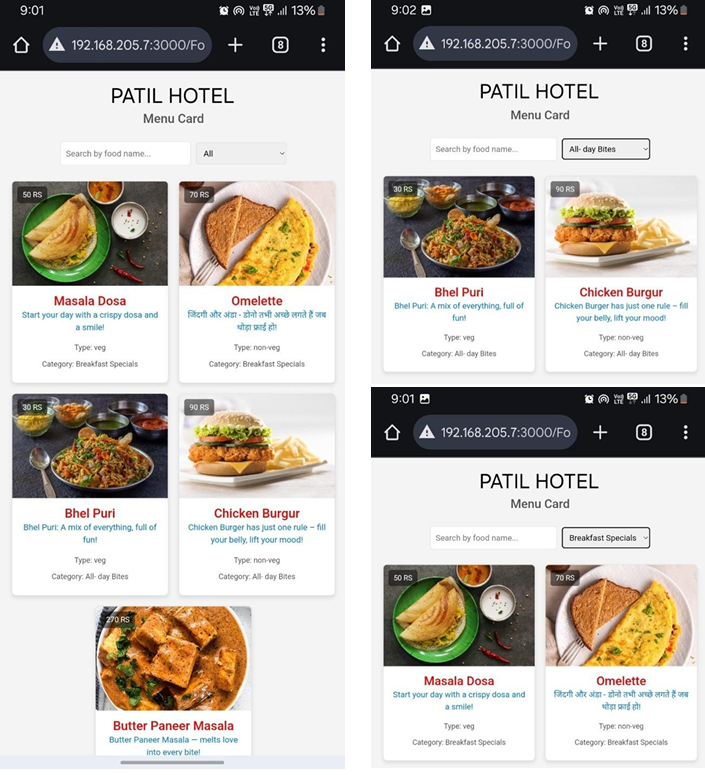 9:01
Vo) LTE 5G 13%
192.168.205.7:3000/Fo
8
PATIL HOTEL
Menu Card
Search by food name...
All
50 RS
70 RS
Masala Dosa
Start your day with a crispy dosa and
a smile!
Type: veg
Category: Breakfast Specials
Omelette
जिंदगी और अंडा - दोनो तभी अच्छे लगते हैं जब
थोड़ा फ्राई हो!
Type: non-veg
Category: Breakfast Specials
30 RS
90 RS
Bhel Puri
Bhel Puri: A mix of everything, full of
fun!
Type: veg
Category: All- day Bites
Chicken Burgur
Chicken Burger has just one rule – fill
your belly, lift your mood!
Type: non-veg
Category: All- day Bites
270 RS
Butter Paneer Masala
Butter Paneer Masala — melts love
into every bite!
9:02
Vo) LTE 5G 13%
192.168.205.7:3000/Fo
8
PATIL HOTEL
Menu Card
Search by food name...
All- day Bites
30 RS
90 RS
Bhel Puri
Bhel Puri: A mix of everything, full of
fun!
Type: veg
Category: All- day Bites
Chicken Burgur
Chicken Burger has just one rule – fill
your belly, lift your mood!
Type: non-veg
Category: All- day Bites
9:01
Vo) LTE 5G 13%
192.168.205.7:3000/Fo
8
PATIL HOTEL
Menu Card
Search by food name...
Breakfast Specials
50 RS
70 RS
Masala Dosa
Start your day with a crispy dosa and
a smile!
Type: veg
Category: Breakfast Specials
Omelette
जिंदगी और अंडा - दोनो तभी अच्छे लगते हैं जब
थोड़ा फ्राई हो!
Type: non-veg
Category: Breakfast Specials